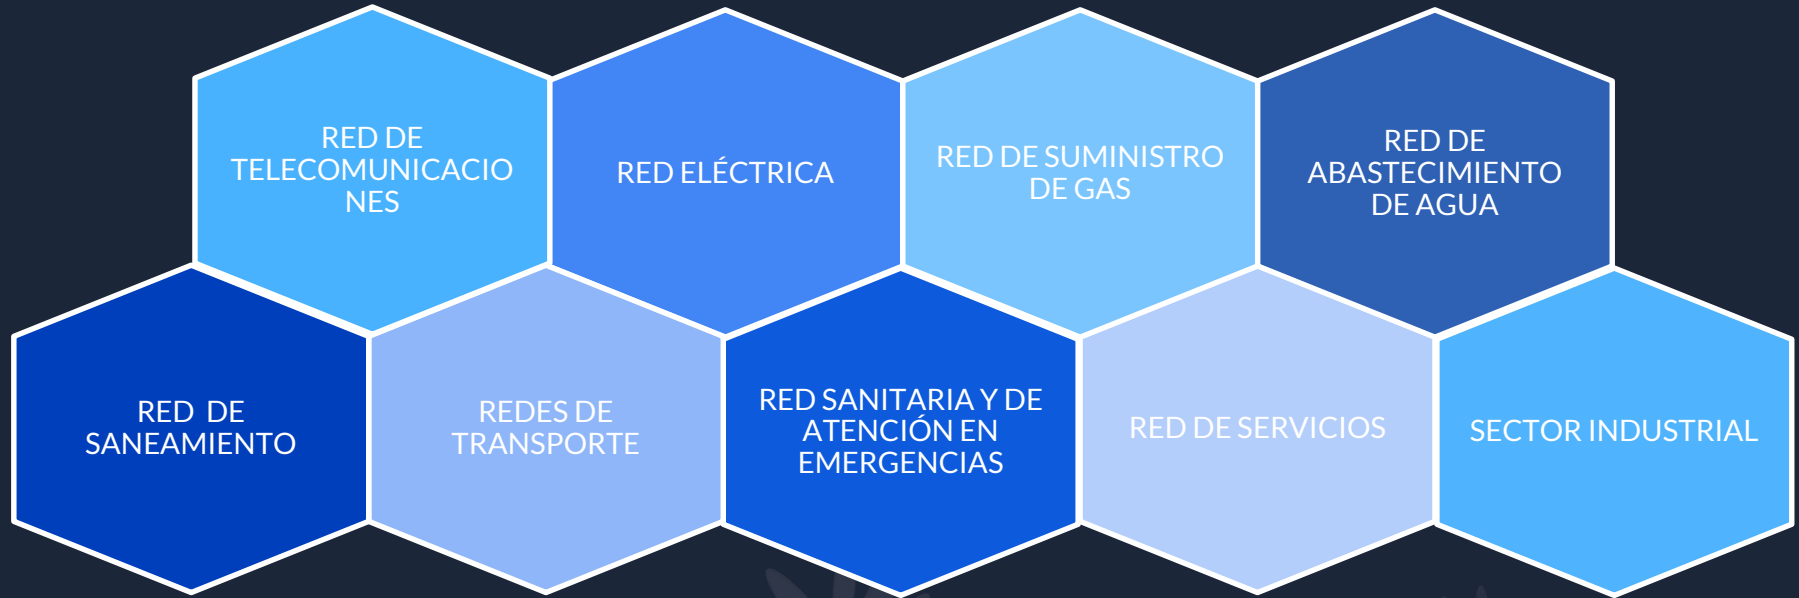 RED DE
TELECOMUNICACIO
NES
RED ELÉCTRICA
RED DE SUMINISTRO
DE GAS
RED DE
ABASTECIMIENTO
DE AGUA
RED DE
SANEAMIENTO
REDES DE
TRANSPORTE
RED SANITARIA Y DE
ATENCIÓN EN
EMERGENCIAS
RED DE SERVICIOS
SECTOR INDUSTRIAL